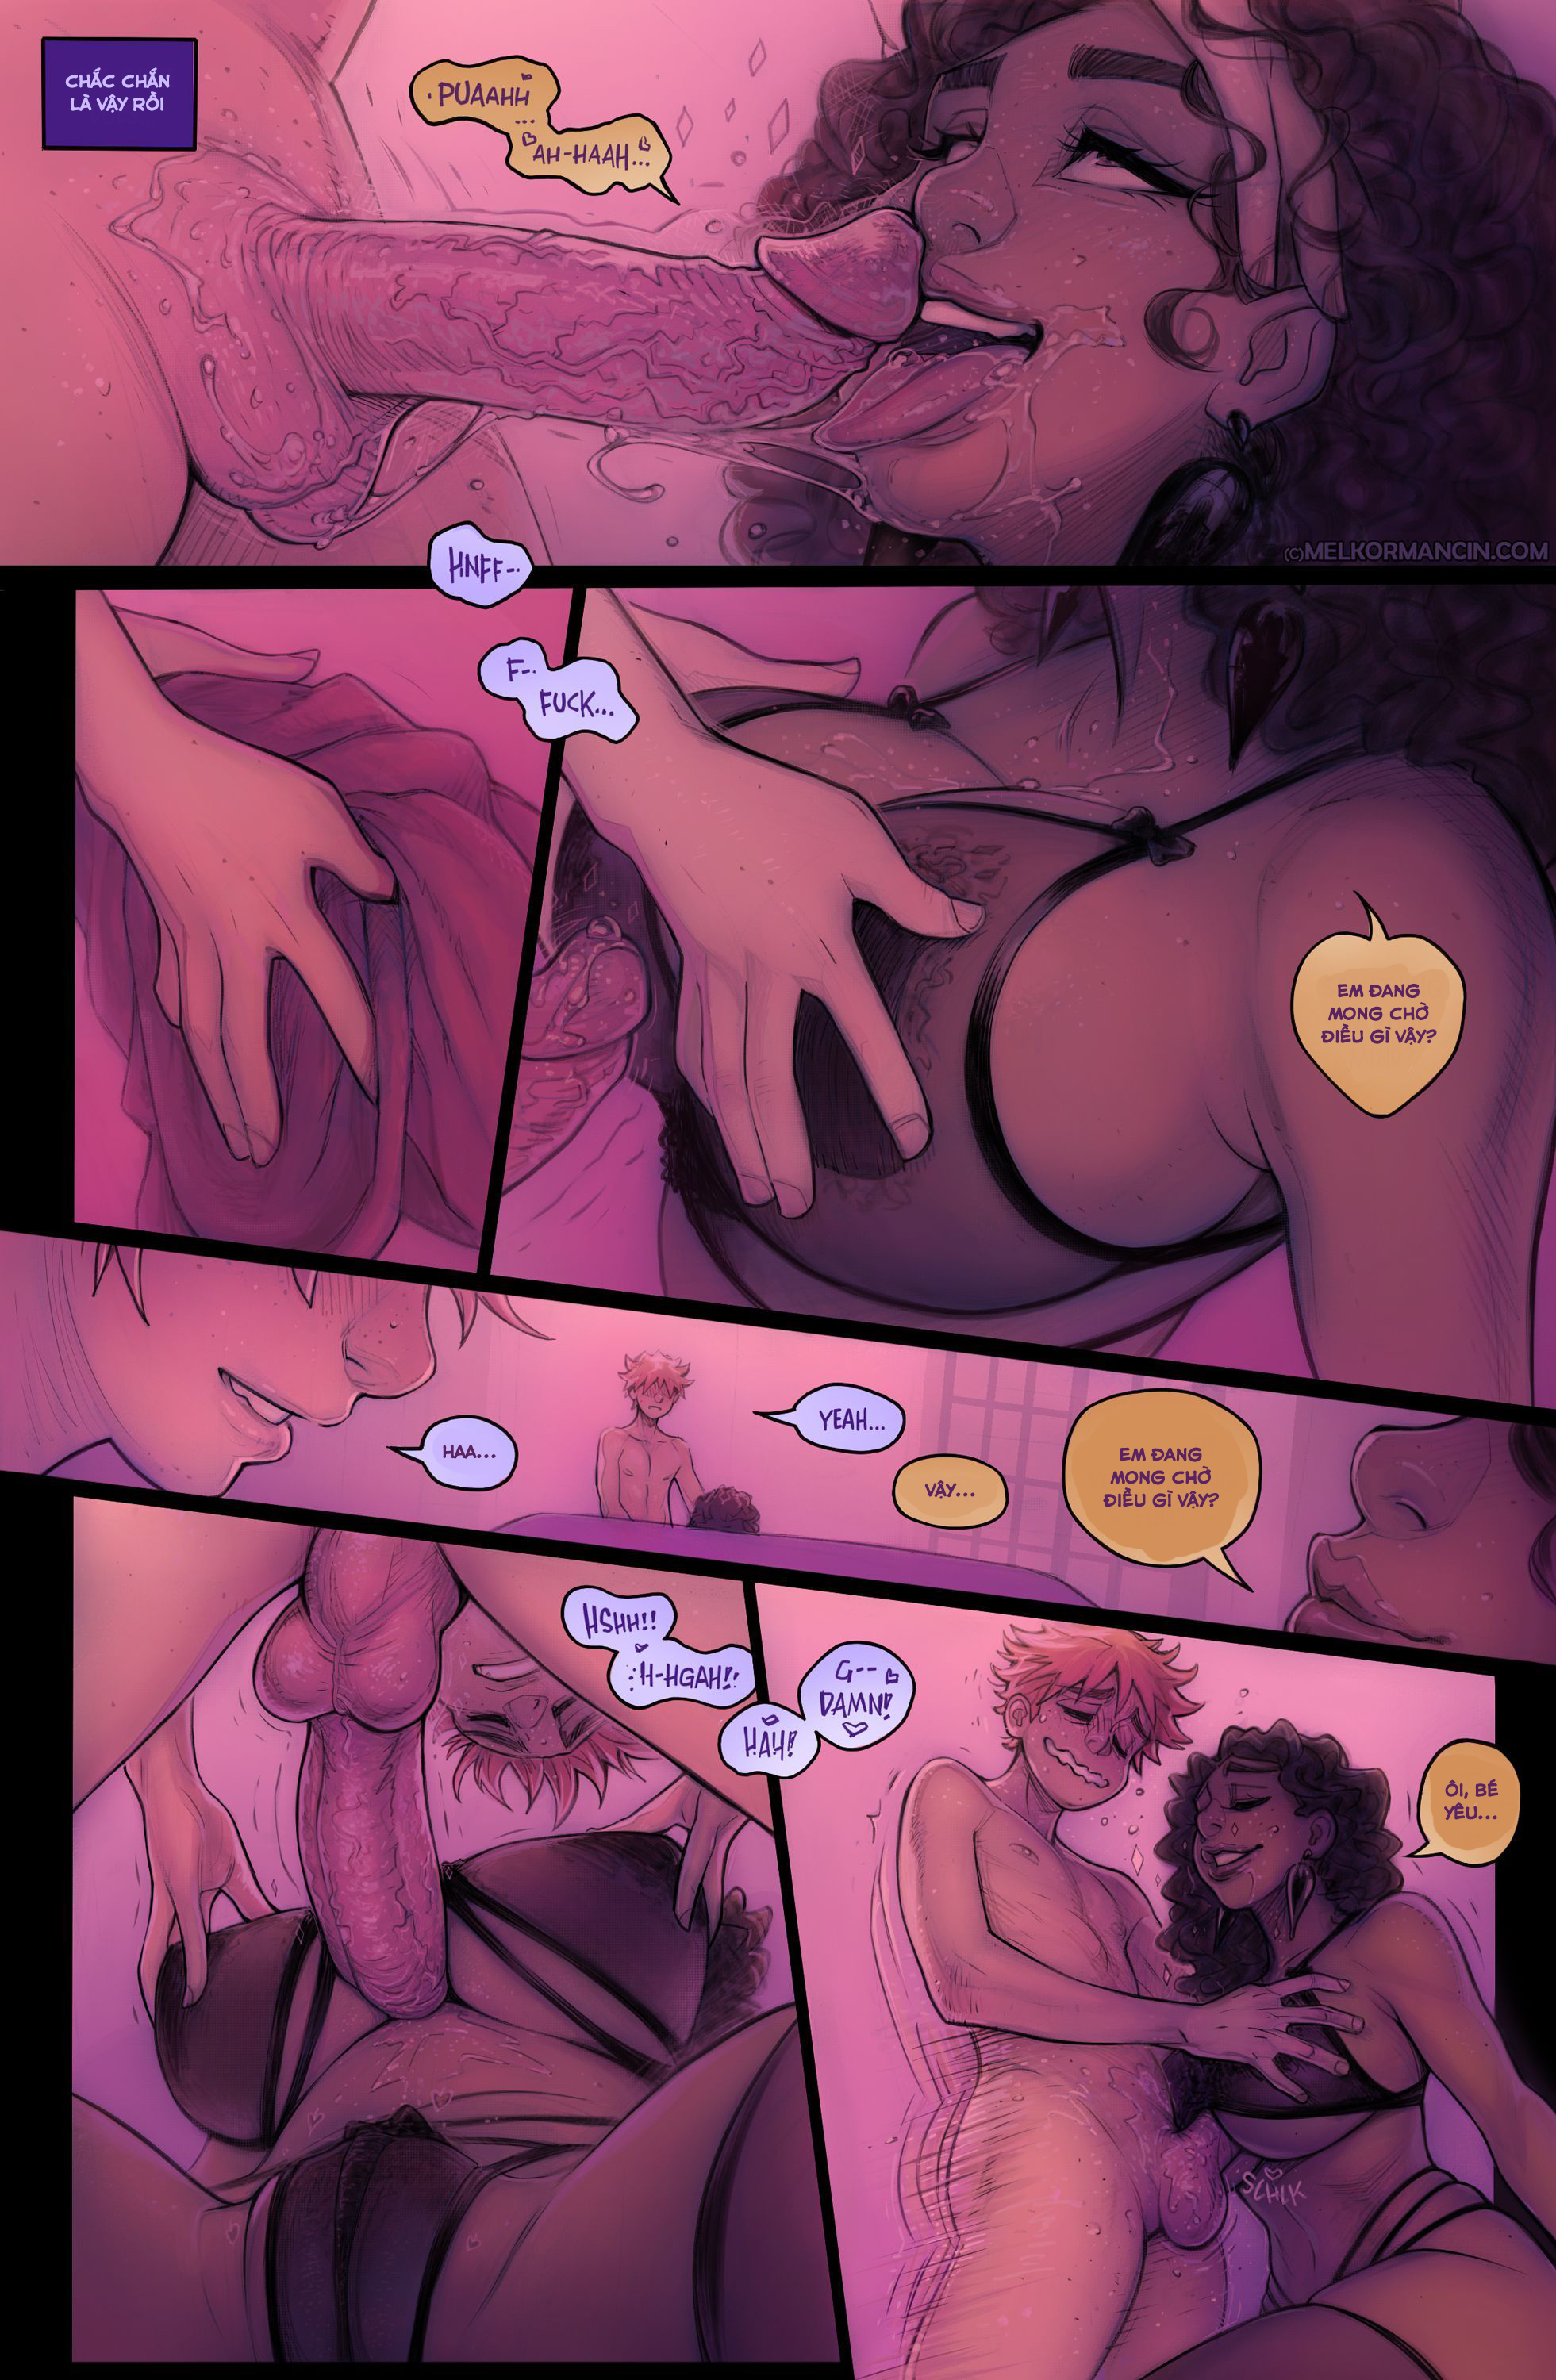 CHẮC CHẮN
LÀ VẬY RỒI
PUAAHH
...
AH-HAAH...
©MELKORMANCIN.COM
HNFF--
F--
FUCK...
EM ĐANG
MONG CHỜ
ĐIỀU GÌ VẬY?
HAA...
YEAH...
VẬY...
EM ĐANG
MONG CHỜ
ĐIỀU GÌ VẬY?
HSHH!!
H-HGAH!!
HAH!
G--
DAMN!
ÔI, BÉ
YÊU...
SCHLK